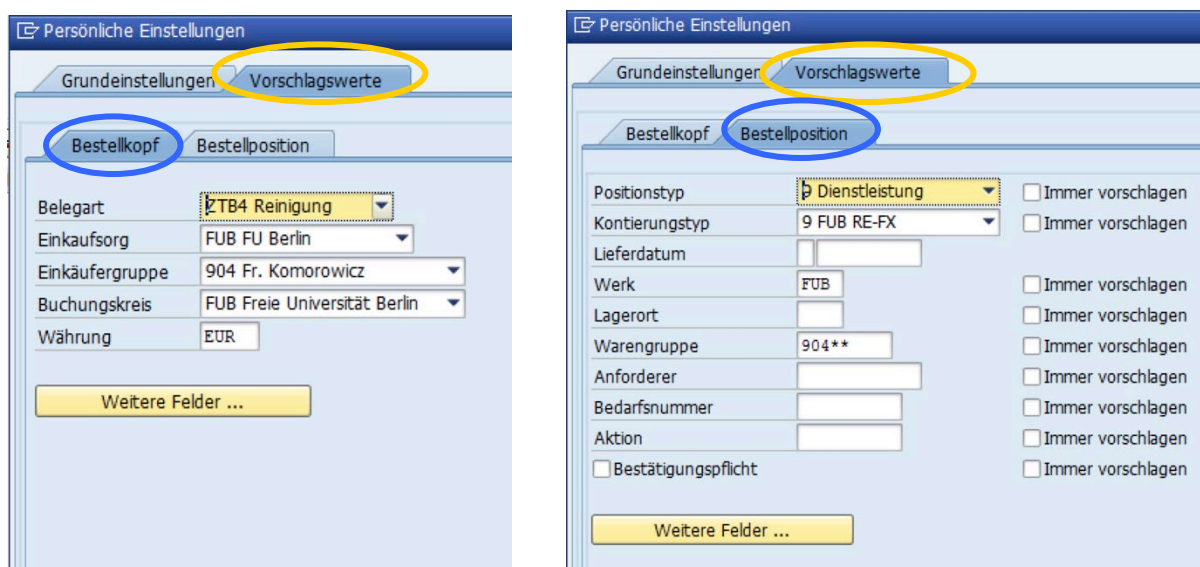 Persönliche Einstellungen
Grundeinstellungen Vorschlagswerte
Bestellkopf Bestellposition
Belegart ZTB4 Reinigung
Einkaufsorg FUB FU Berlin
Einkäufergruppe 904 Fr. Komorowicz
Buchungskreis FUB Freie Universität Berlin
Währung EUR
Weitere Felder ...
Persönliche Einstellungen
Grundeinstellungen Vorschlagswerte
Bestellkopf Bestellposition
Positionstyp 9 Dienstleistung Immer vorschlagen
Kontierungstyp 9 FUB RE-FX Immer vorschlagen
Lieferdatum
Werk FUB Immer vorschlagen
Lagerort Immer vorschlagen
Warengruppe 904** Immer vorschlagen
Anforderer Immer vorschlagen
Bedarfsnummer Immer vorschlagen
Aktion Immer vorschlagen
Bestätigungspflicht Immer vorschlagen
Weitere Felder ...